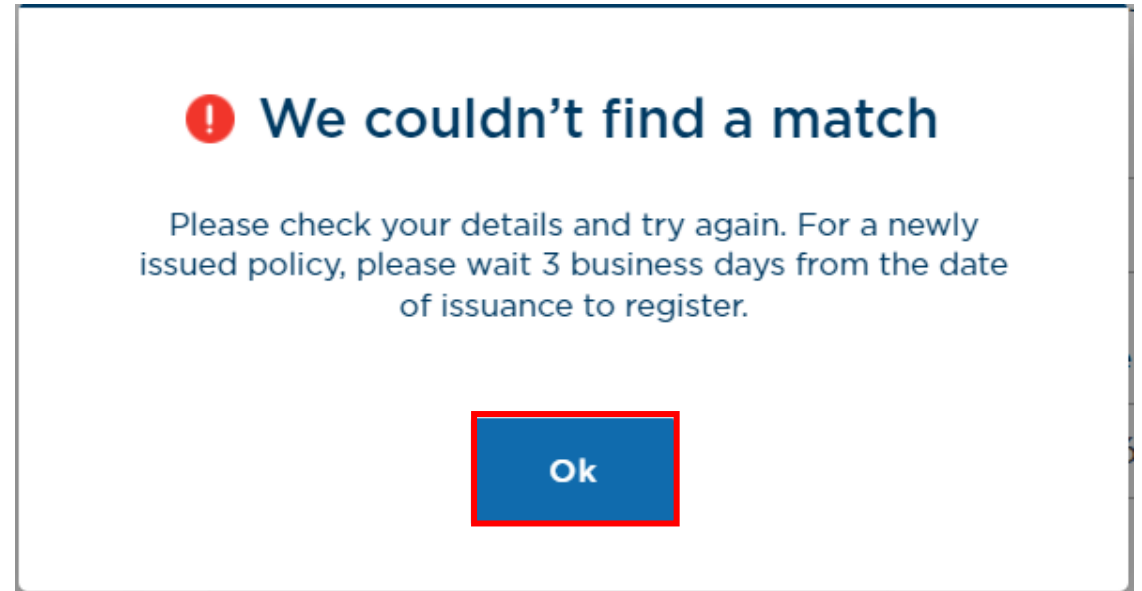 We couldn't find a match
Please check your details and try again. For a newly
issued policy, please wait 3 business days from the date
of issuance to register.
Ok